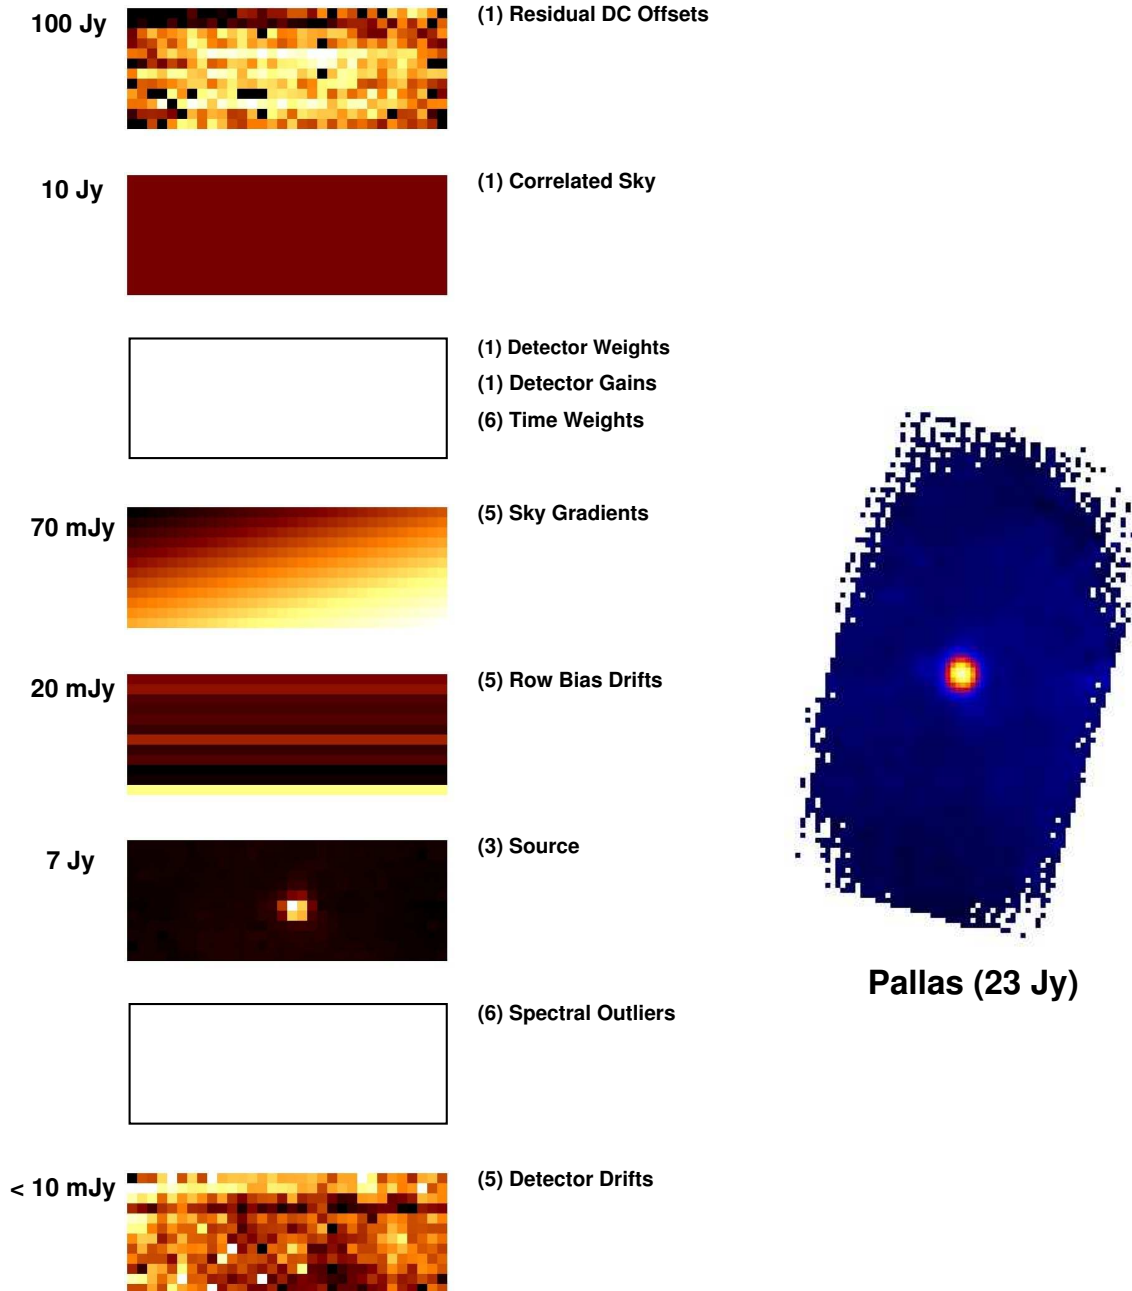 100 Jy
(1) Residual DC Offsets
10 Jy
(1) Correlated Sky
(1) Detector Weights
(1) Detector Gains
(6) Time Weights
70 mJy
(5) Sky Gradients
20 mJy
(5) Row Bias Drifts
7 Jy
(3) Source
Pallas (23 Jy)
(6) Spectral Outliers
< 10 mJy
(5) Detector Drifts